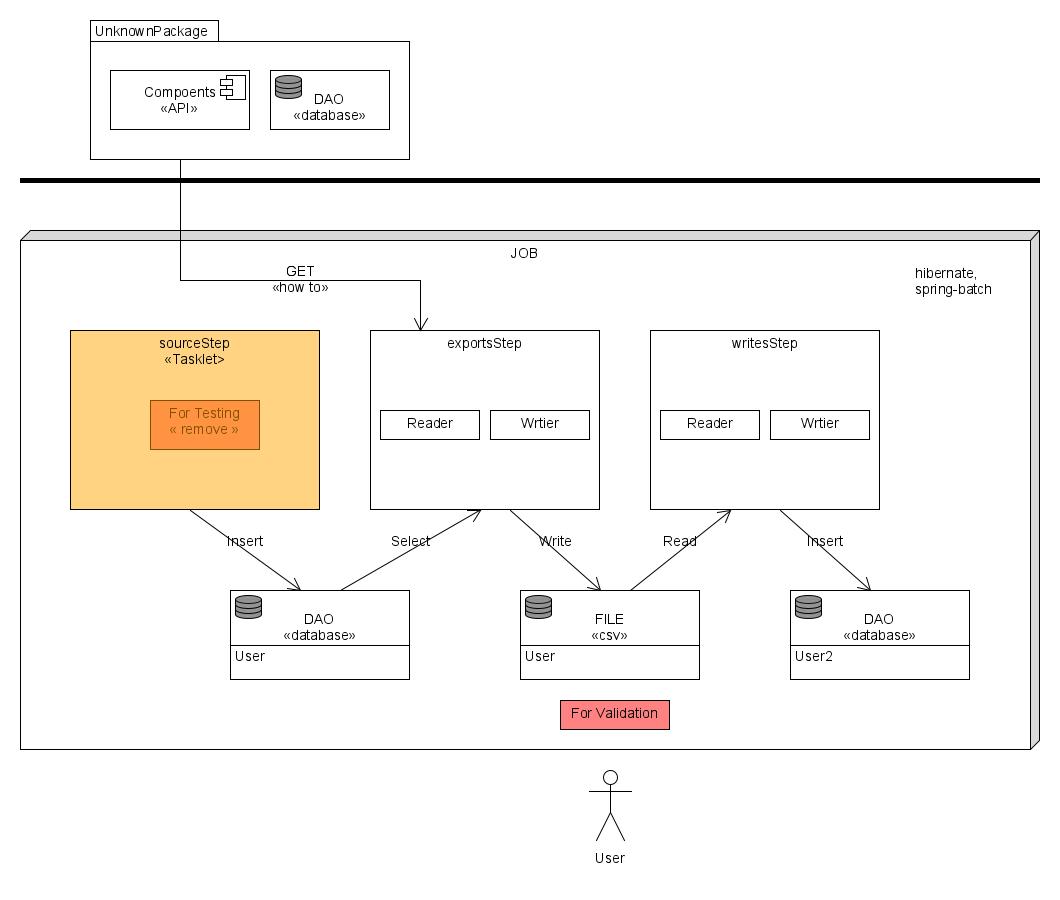 UnknownPackage
Compoents
«API»
DAO
«database»
JOB
GET
«how to»
hibernate,
spring-batch
sourceStep
«Tasklet>
For Testing
« remove »
exportsStep
Reader
Wrtier
writesStep
Reader
Wrtier
Insert
Select
Write
Read
Insert
DAO
«database»
User
FILE
«csv»
User
DAO
«database»
User2
For Validation
User